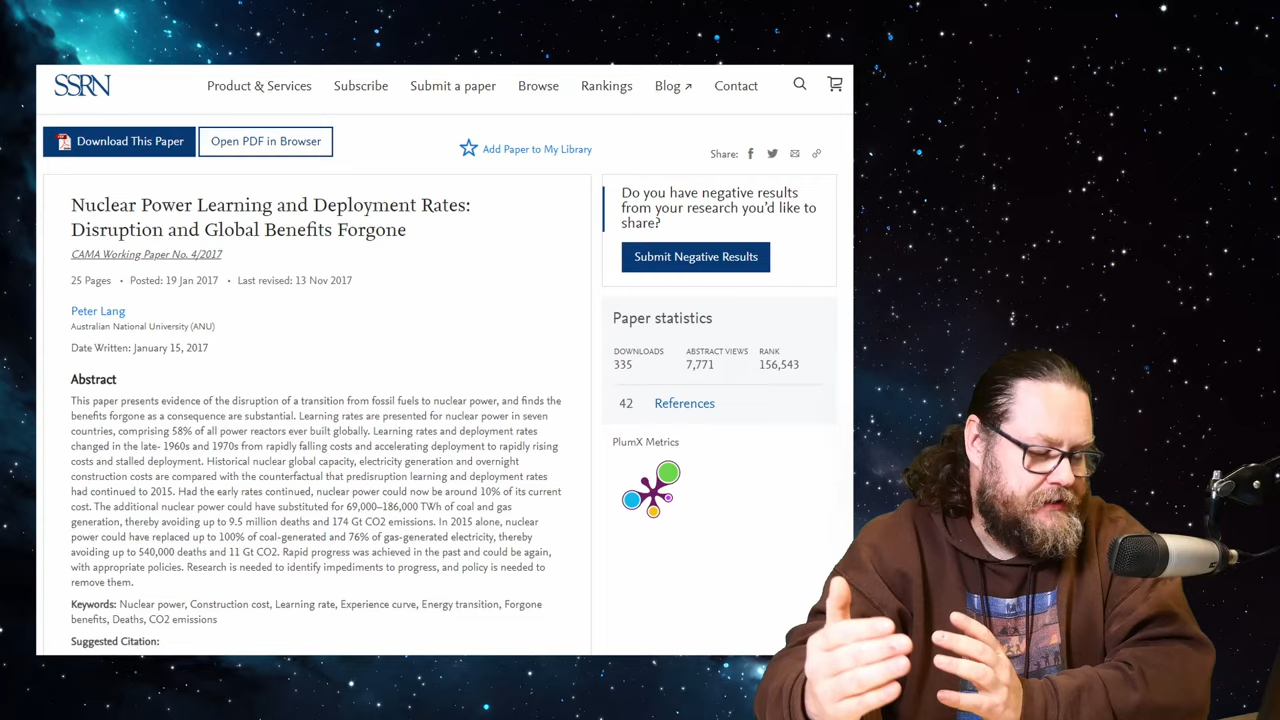 SSRN
Product & Services
Subscribe
Submit a paper
Browse
Rankings
Blog ↗
Contact
Download This Paper
Open PDF in Browser
Add Paper to My Library
Share:
Nuclear Power Learning and Deployment Rates:
Disruption and Global Benefits Forgone
CAMA Working Paper No. 4/2017
25 Pages • Posted: 19 Jan 2017 • Last revised: 13 Nov 2017
Peter Lang
Australian National University (ANU)
Date Written: January 15, 2017
Abstract
This paper presents evidence of the disruption of a transition from fossil fuels to nuclear power, and finds the
benefits forgone as a consequence are substantial. Learning rates are presented for nuclear power in seven
countries, comprising 58% of all power reactors ever built globally. Learning rates and deployment rates
changed in the late- 1960s and 1970s from rapidly falling costs and accelerating deployment to rapidly rising
costs and stalled deployment. Historical nuclear global capacity, electricity generation and overnight
construction costs are compared with the counterfactual that predisruption learning and deployment rates
had continued to 2015. Had the early rates continued, nuclear power could now be around 10% of its current
cost. The additional nuclear power could have substituted for 69,000–186,000 TWh of coal and gas
generation, thereby avoiding up to 9.5 million deaths and 174 Gt CO2 emissions. In 2015 alone, nuclear
power could have replaced up to 100% of coal-generated and 76% of gas-generated electricity, thereby
avoiding up to 540,000 deaths and 11 Gt CO2. Rapid progress was achieved in the past and could be again,
with appropriate policies. Research is needed to identify impediments to progress, and policy is needed to
remove them.
Keywords: Nuclear power, Construction cost, Learning rate, Experience curve, Energy transition, Forgone
benefits, Deaths, CO2 emissions
Suggested Citation:
Do you have negative results
from your research you'd like to
share?
Submit Negative Results
Paper statistics
DOWNLOADS
335
ABSTRACT VIEWS
7,771
RANK
156,543
42 References
PlumX Metrics